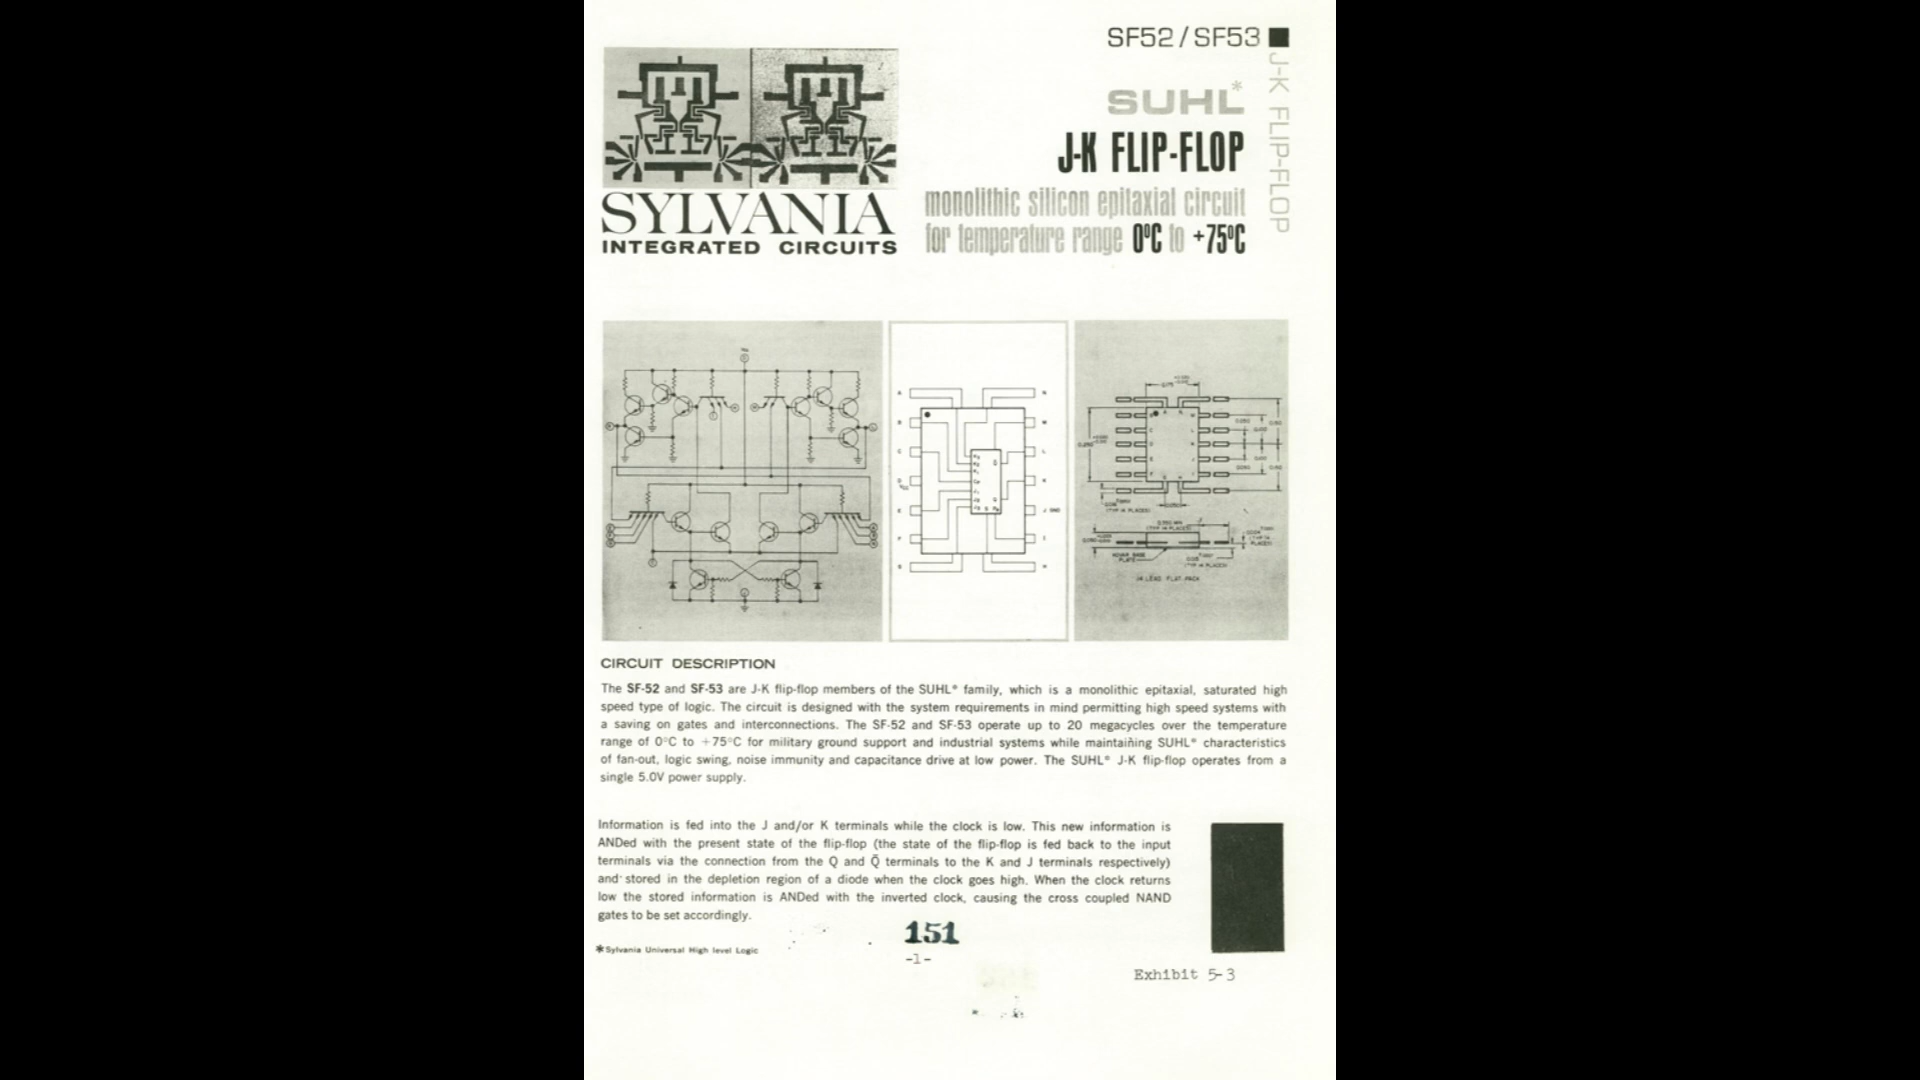 SF52/SF53
J-K FLIP-FLOP
SUHL*
J-K FLIP-FLOP
monolithic silicon epitaxial circuit
for temperature range 0°C to +75°C
SYLVANIA
INTEGRATED CIRCUITS
14 LEAD FLAT PACK
CIRCUIT DESCRIPTION
The SF-52 and SF-53 are J-K flip-flop members of the SUHL* family, which is a monolithic epitaxial, saturated high
speed type of logic. The circuit is designed with the system requirements in mind permitting high speed systems with
a saving on gates and interconnections. The SF-52 and SF-53 operate up to 20 megacycles over the temperature
range of 0°C to +75°C for military ground support and industrial systems while maintaining SUHL* characteristics
of fan-out, logic swing, noise immunity and capacitance drive at low power. The SUHL* J-K flip-flop operates from a
single 5.0V power supply.
Information is fed into the J and/or K terminals while the clock is low. This new information is
ANDed with the present state of the flip-flop (the state of the flip-flop is fed back to the input
terminals via the connection from the Q and Q̄ terminals to the K and J terminals respectively)
and stored in the depletion region of a diode when the clock goes high. When the clock returns
low the stored information is ANDed with the inverted clock, causing the cross coupled NAND
gates to be set accordingly.
*Sylvania Universal High level Logic
151
-1-
Exhibit 5-3